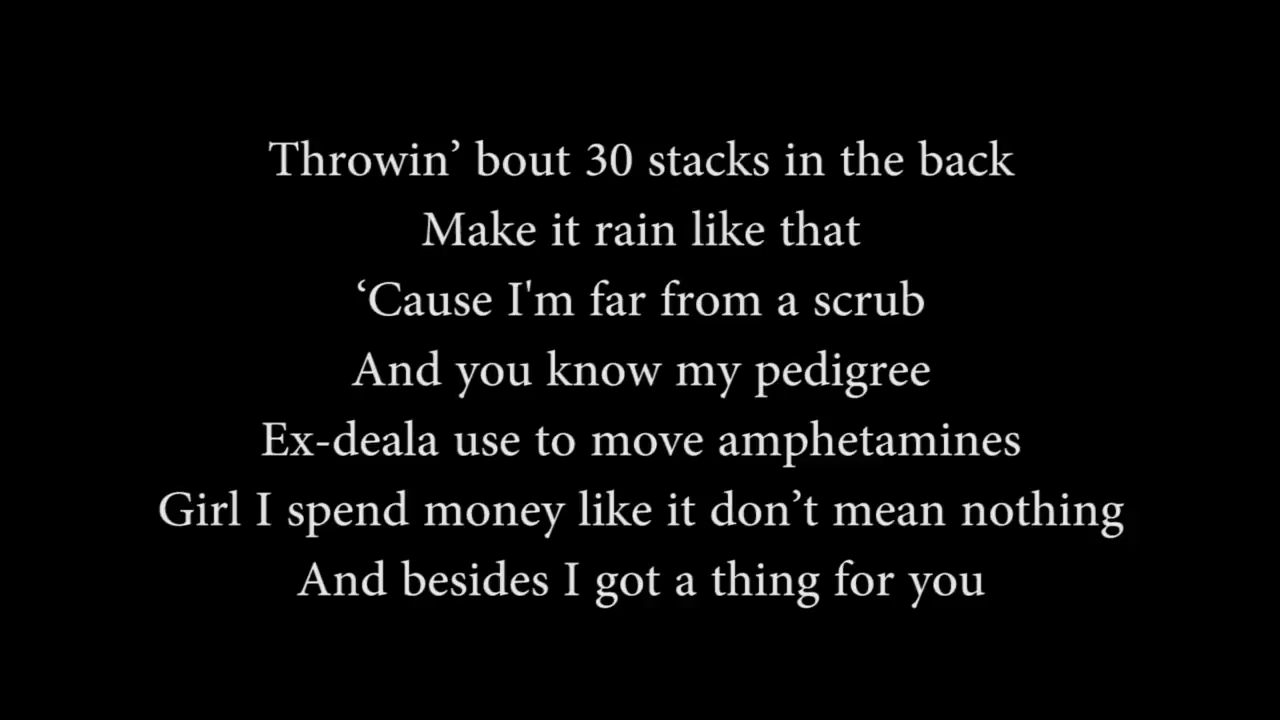 Throwin’ bout 30 stacks in the back
Make it rain like that
‘Cause I'm far from a scrub
And you know my pedigree
Ex-deala use to move amphetamines
Girl I spend money like it don’t mean nothing
And besides I got a thing for you